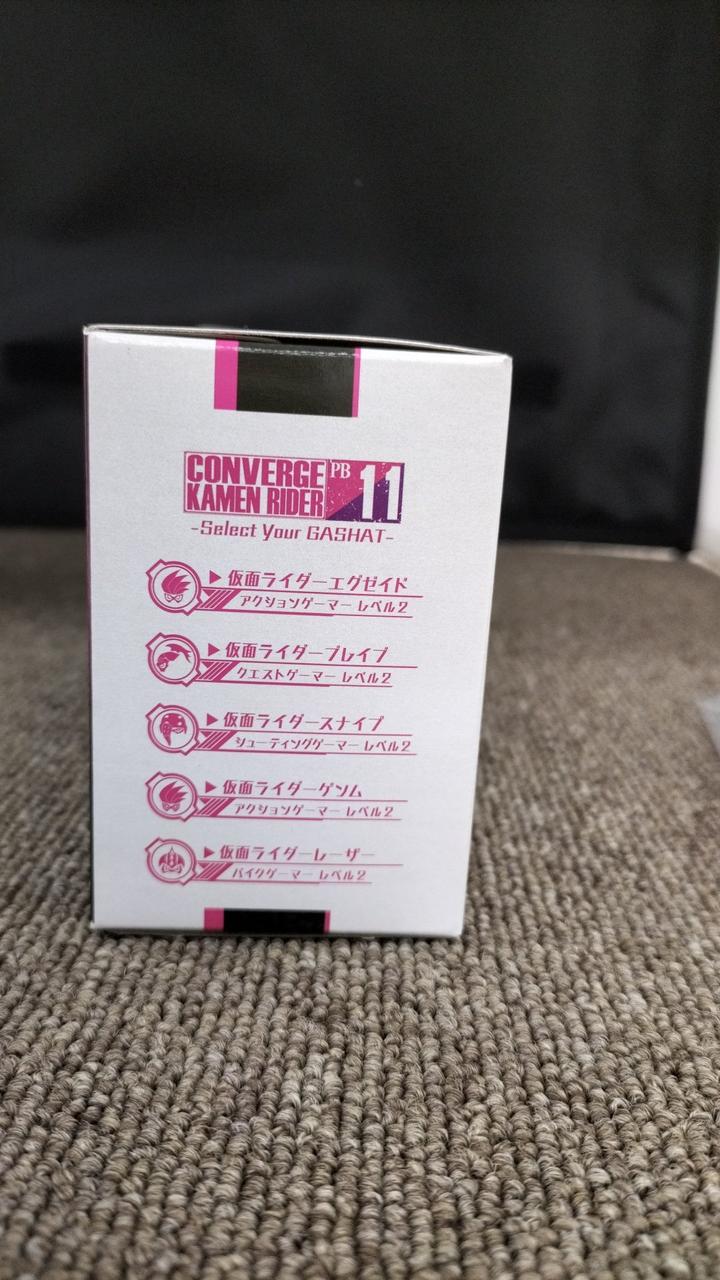 CONVERGE PB 11
KAMEN RIDER
-Select Your GASHAT-
▶仮面ライダーエグゼイド
アクションゲーマー レベル2
▶仮面ライダーブレイブ
クエストゲーマー レベル2
▶仮面ライダースナイプ
シューティングゲーマー レベル2
▶仮面ライダーゲンム
アクションゲーマー レベル2
▶仮面ライダーレーザー
バイクゲーマー レベル2